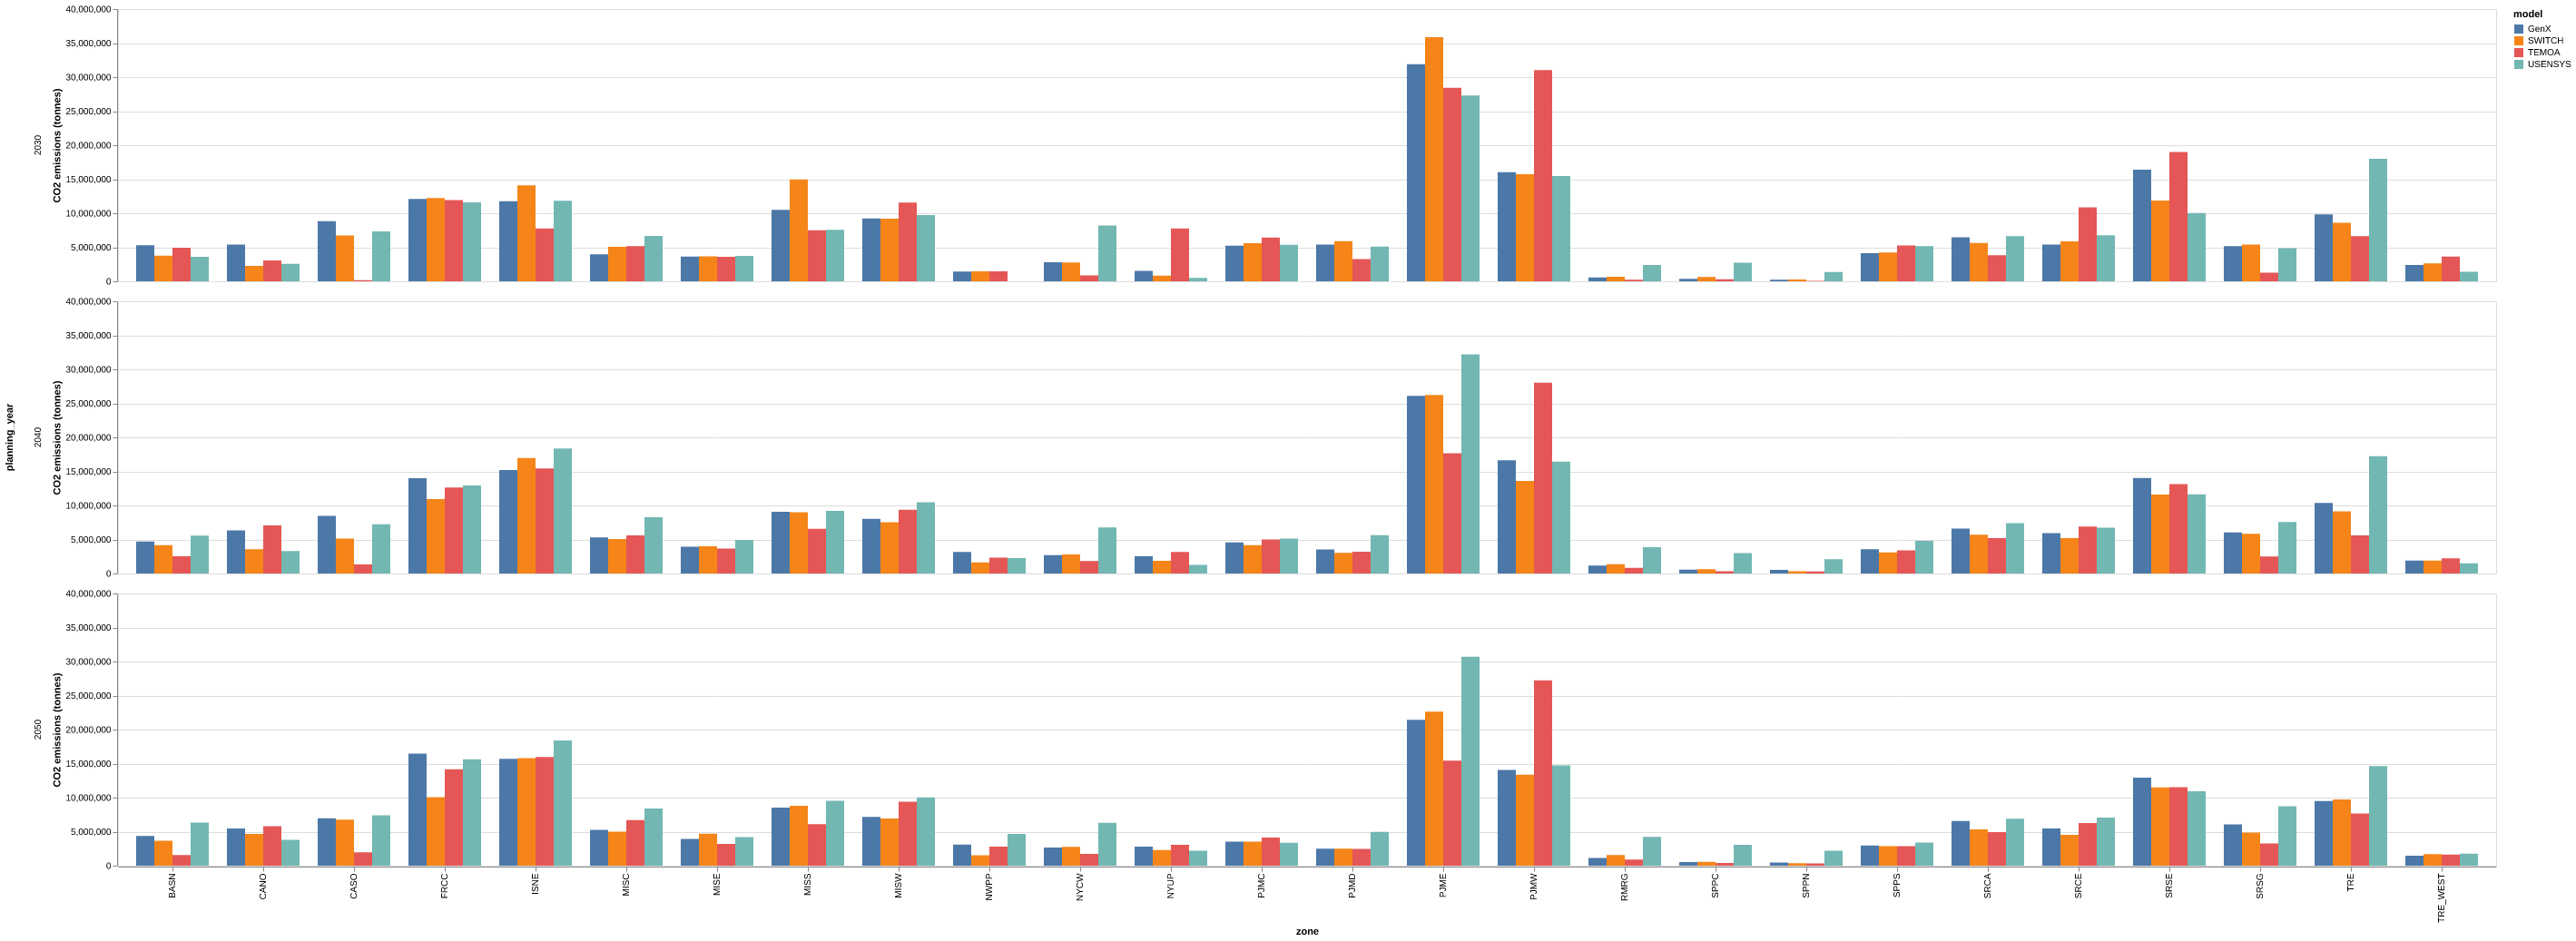 model
GenX
SWITCH
TEMOA
USENSYS
planning_year
2030
CO2 emissions (tonnes)
40,000,000
35,000,000
30,000,000
25,000,000
20,000,000
15,000,000
10,000,000
5,000,000
0
2040
CO2 emissions (tonnes)
40,000,000
35,000,000
30,000,000
25,000,000
20,000,000
15,000,000
10,000,000
5,000,000
0
2050
CO2 emissions (tonnes)
40,000,000
35,000,000
30,000,000
25,000,000
20,000,000
15,000,000
10,000,000
5,000,000
0
BASN
CANO
CASO
FRCC
ISNE
MISC
MISE
MISS
MISW
NWPP
NYCW
NYUP
PJMC
PJMD
PJME
PJMW
RMRG
SPPC
SPPN
SPPS
SRCA
SRCE
SRSE
SRSG
TRE
TRE_WEST
zone